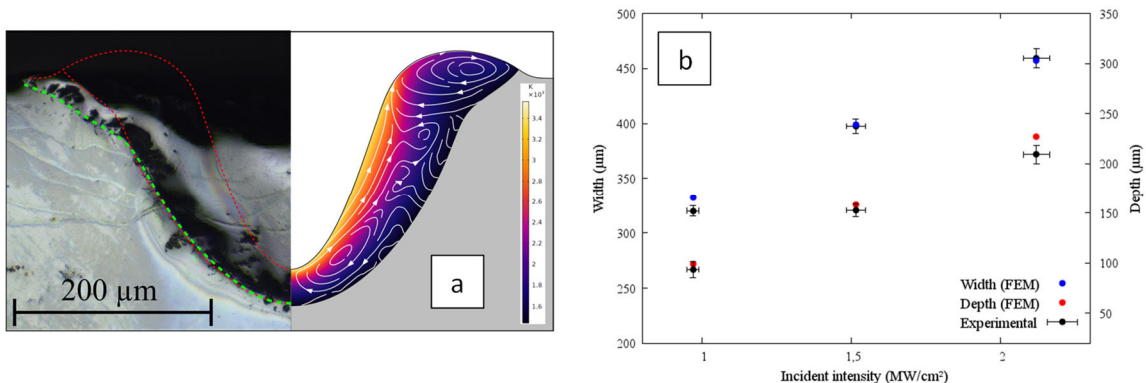 K
x10³
3.4
3.2
3
2.8
2.6
2.4
2.2
2
1.8
1.6
200 µm
a
b
500
450
400
350
300
250
200
Width (µm)
350
300
250
200
150
100
50
Depth (µm)
Width (FEM)
Depth (FEM)
Experimental
1
1,5
2
Incident intensity (MW/cm²)